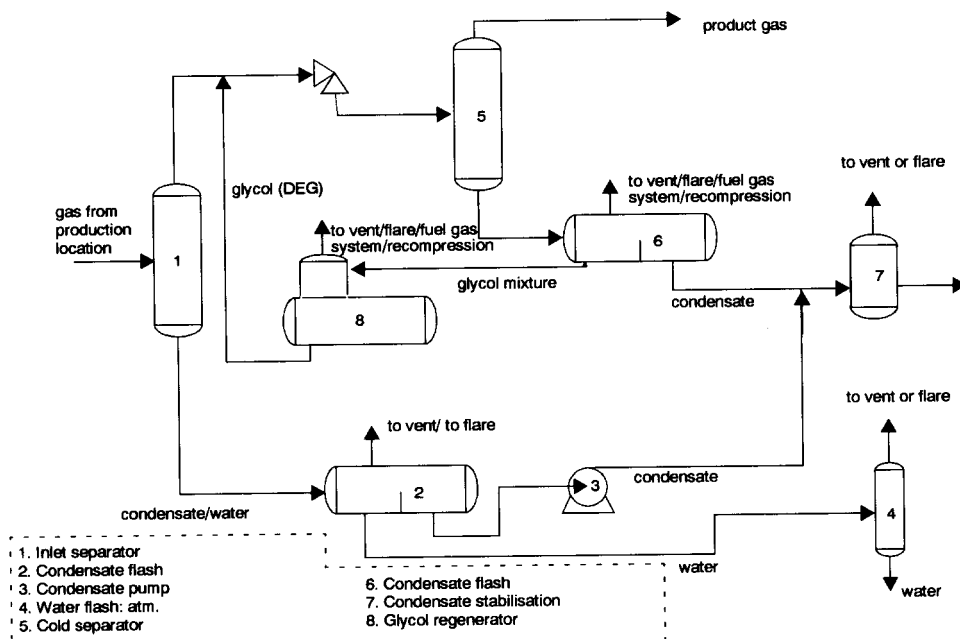 product gas
5
to vent or flare
glycol (DEG)
to vent/flare/fuel gas
system/recompression
gas from
production
location
to vent/flare/fuel gas
system/recompression
6
1
7
glycol mixture
condensate
8
to vent or flare
to vent/ to flare
condensate
3
2
condensate/water
4
water
water
1. Inlet separator
2. Condensate flash
3. Condensate pump
4. Water flash: atm.
5. Cold separator
6. Condensate flash
7. Condensate stabilisation
8. Glycol regenerator